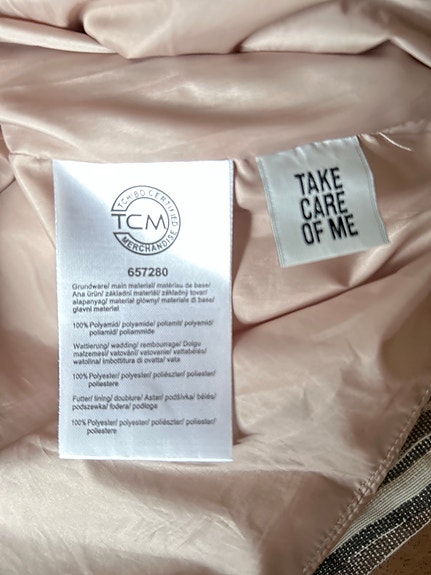 TCHIBO CERTIFIED
TCM
MERCHANDISE
657280
Grundware/ main material/ matériau de base/
Ana ürün/ základní materiál/ základný tovar/
alapanyag/ materiał główny/ materiale di base/
glavni material
100% Polyamid/ polyamide/ poliamit/ polyamid/
poliamid/ poliammide
Wattierung/ wadding/ rembourrage/ Dolgu
malzemesi/ vatování/ vatovanie/ vattabélés/
watolina/ imbottitura di ovatta/ vata
100% Polyester/ polyester/ poliészter/ poliester/
poliestere
Futter/ lining/ doublure/ Astar/ podšívka/ bélés/
podszewka/ fodera/ podloga
100% Polyester/ polyester/ poliészter/ poliester/
poliestere
TAKE
CARE
OF ME